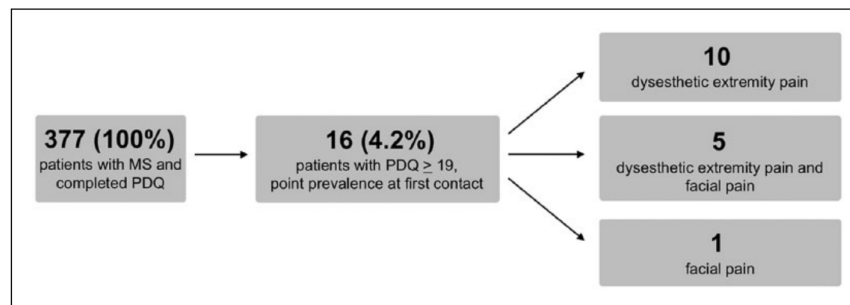 377 (100%)
patients with MS and
completed PDQ
16 (4.2%)
patients with PDQ ≥ 19,
point prevalence at first contact
10
dysesthetic extremity pain
5
dysesthetic extremity pain and
facial pain
1
facial pain